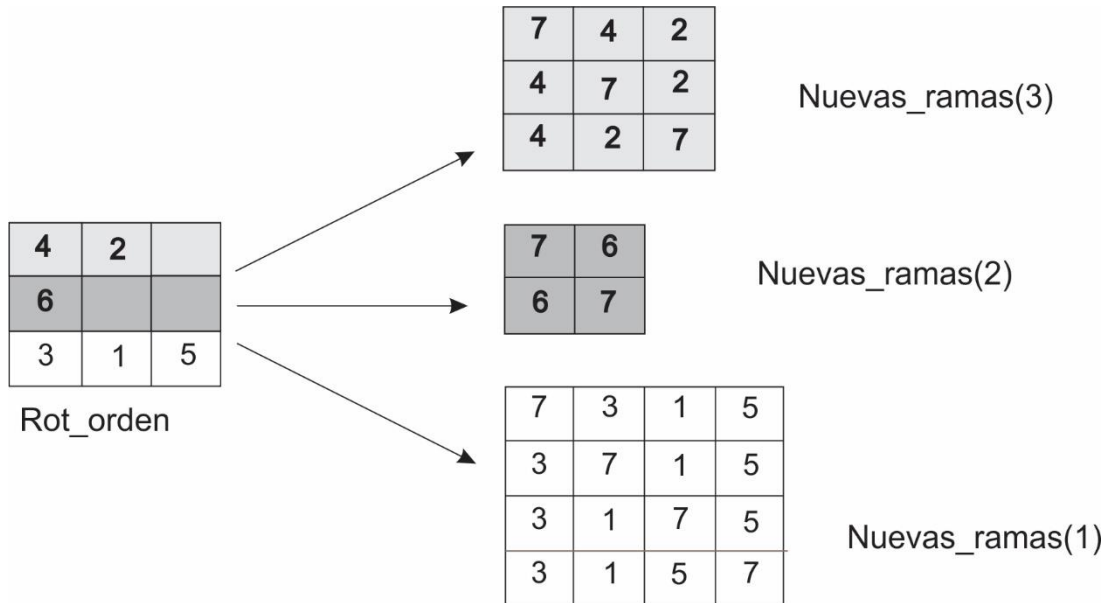 7 4 2
4 7 2
4 2 7
Nuevas_ramas(3)
4 2
6
3 1 5
Rot_orden
7 6
6 7
Nuevas_ramas(2)
7 3 1 5
3 7 1 5
3 1 7 5
3 1 5 7
Nuevas_ramas(1)